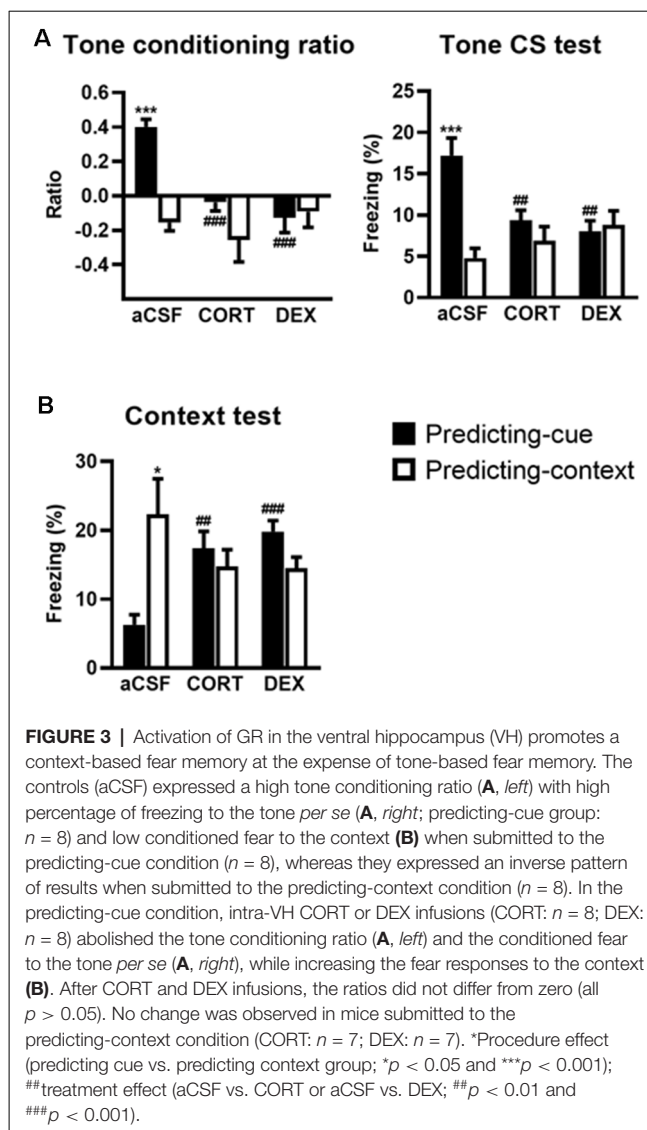 A Tone conditioning ratio
Tone CS test
0.6
0.4
0.2
0.0
-0.2
-0.4
Ratio
***
###
###
aCSF CORT DEX
25
20
15
10
5
0
Freezing (%)
***
##
##
aCSF CORT DEX
B Context test
30
20
10
0
Freezing (%)
*
##
###
aCSF CORT DEX
Predicting-cue
Predicting-context
FIGURE 3 | Activation of GR in the ventral hippocampus (VH) promotes a
context-based fear memory at the expense of tone-based fear memory. The
controls (aCSF) expressed a high tone conditioning ratio (A, left) with high
percentage of freezing to the tone per se (A, right; predicting-cue group:
n = 8) and low conditioned fear to the context (B) when submitted to the
predicting-cue condition (n = 8), whereas they expressed an inverse pattern
of results when submitted to the predicting-context condition (n = 8). In the
predicting-cue condition, intra-VH CORT or DEX infusions (CORT: n = 8; DEX:
n = 8) abolished the tone conditioning ratio (A, left) and the conditioned fear
to the tone per se (A, right), while increasing the fear responses to the context
(B). After CORT and DEX infusions, the ratios did not differ from zero (all
p > 0.05). No change was observed in mice submitted to the
predicting-context condition (CORT: n = 7; DEX: n = 7). *Procedure effect
(predicting cue vs. predicting context group; *p < 0.05 and ***p < 0.001);
##treatment effect (aCSF vs. CORT or aCSF vs. DEX; ##p < 0.01 and
###p < 0.001).